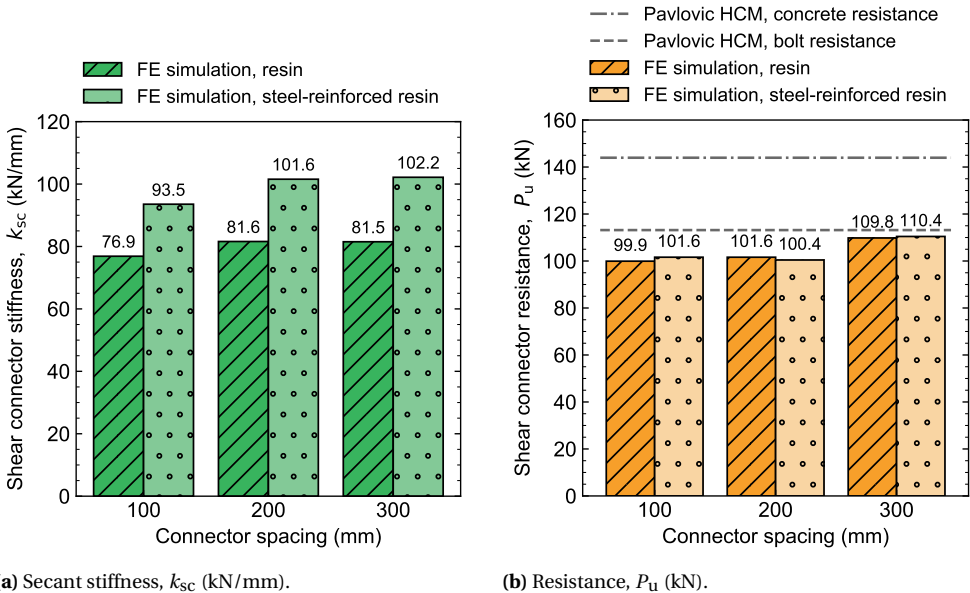 FE simulation, resin
FE simulation, steel-reinforced resin
Shear connector stiffness, ksc (kN/mm)
120
100
80
60
40
20
0
76.9
93.5
81.6
101.6
81.5
102.2
100
200
300
Connector spacing (mm)
(a) Secant stiffness, ksc (kN/mm).
Pavlovic HCM, concrete resistance
Pavlovic HCM, bolt resistance
FE simulation, resin
FE simulation, steel-reinforced resin
Shear connector resistance, Pu (kN)
160
140
120
100
80
60
40
20
0
99.9
101.6
101.6
100.4
109.8
110.4
100
200
300
Connector spacing (mm)
(b) Resistance, Pu (kN).